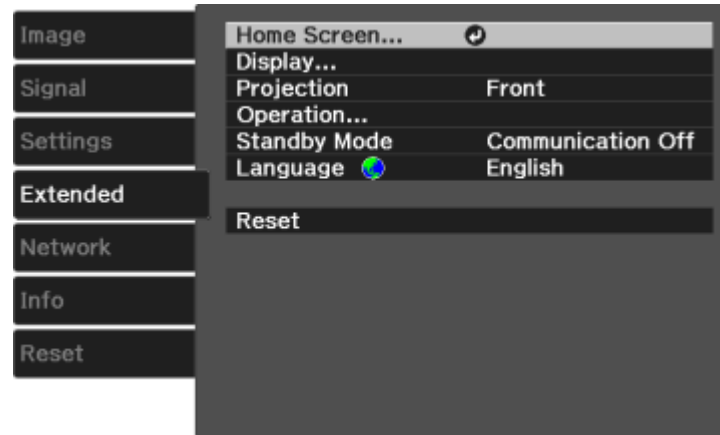 Image
Signal
Settings
Extended
Network
Info
Reset
Home Screen...
Display...
Projection Front
Operation...
Standby Mode Communication Off
Language English
Reset